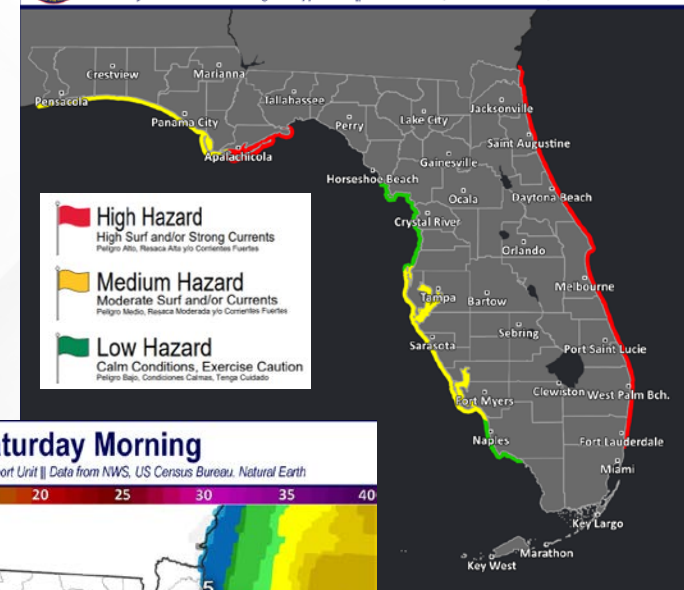 Crestview
Marianna
Pensacola
Tallahassee
Panama City
Apalachicola
Perry
Lake City
Jacksonville
Saint Augustine
Gainesville
Horseshoe Beach
Ocala
Daytona Beach
Crystal River
Orlando
Melbourne
Tampa
Bartow
Sebring
Sarasota
Port Saint Lucie
Clewiston
West Palm Bch.
Fort Myers
Naples
Fort Lauderdale
Miami
Key Largo
Marathon
Key West
High Hazard
High Surf and/or Strong Currents
Peligro Alto, Resaca Alta y/o Corrientes Fuertes
Medium Hazard
Moderate Surf and/or Currents
Peligro Medio, Resaca Moderada y/o Corrientes Fuertes
Low Hazard
Calm Conditions, Exercise Caution
Peligro Bajo, Condiciones Calmas, Tenga Cuidado
aturday Morning
ort Unit || Data from NWS, US Census Bureau. Natural Earth
20 25 30 35 40
5